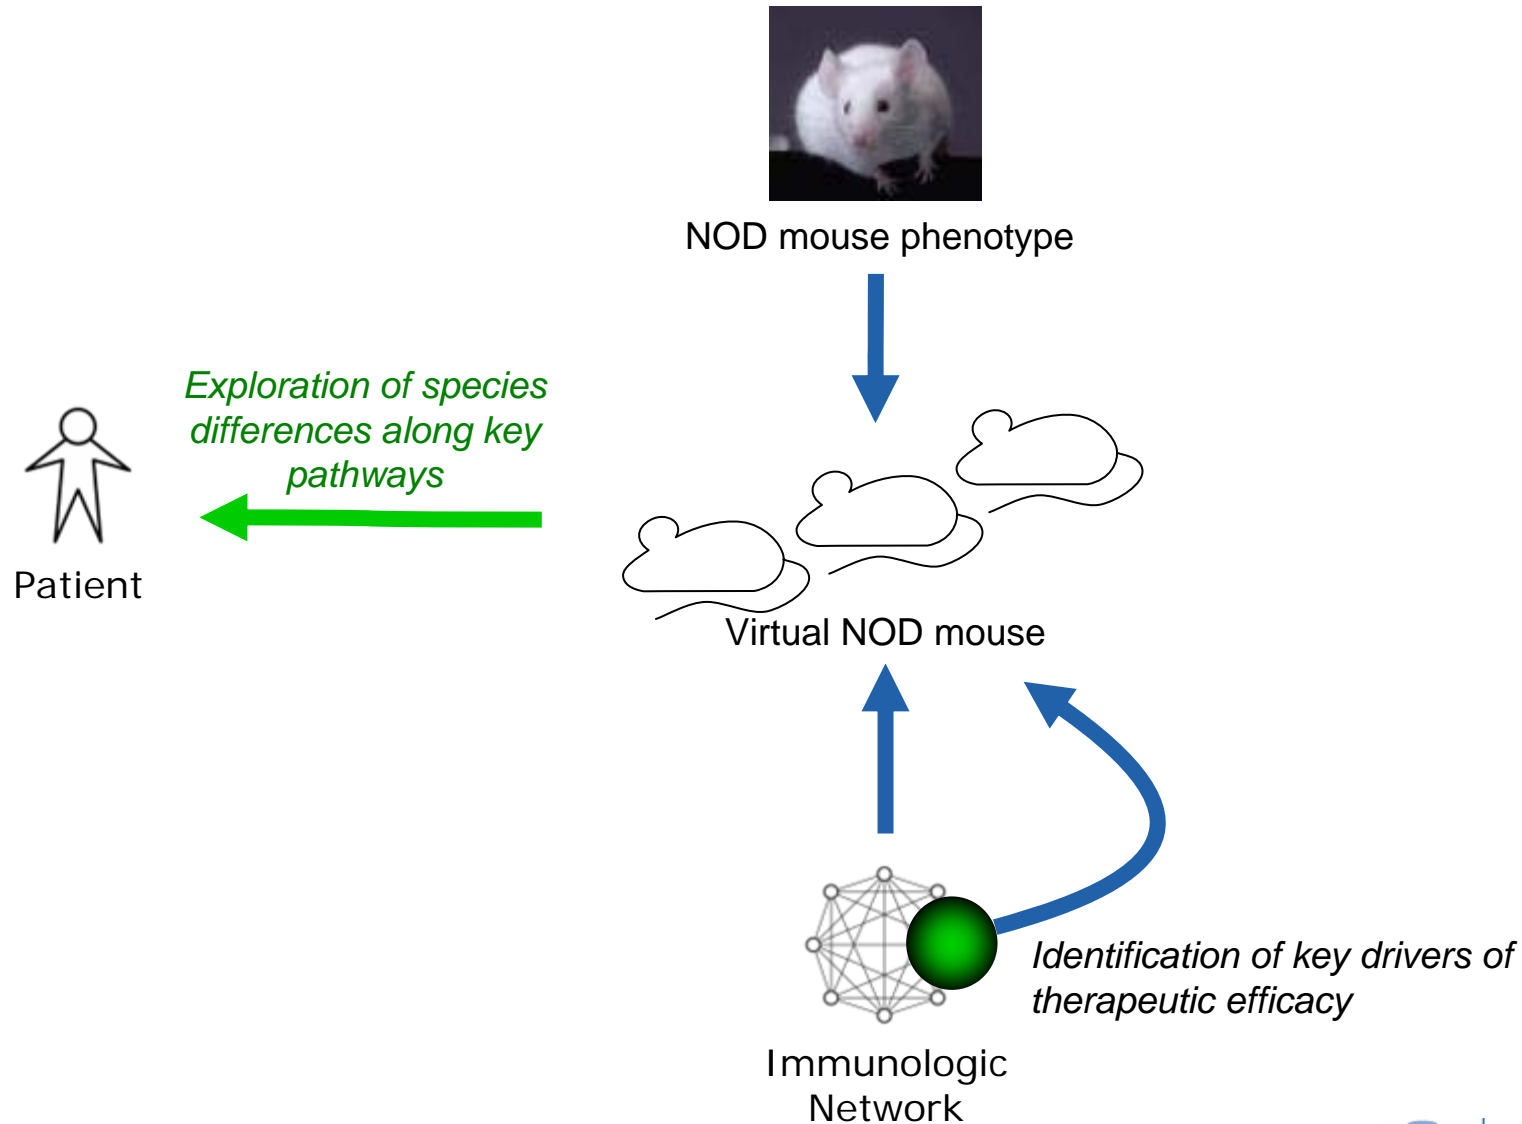 NOD mouse phenotype
Exploration of species
differences along key
pathways
Patient
Virtual NOD mouse
Identification of key drivers of
therapeutic efficacy
Immunologic
Network